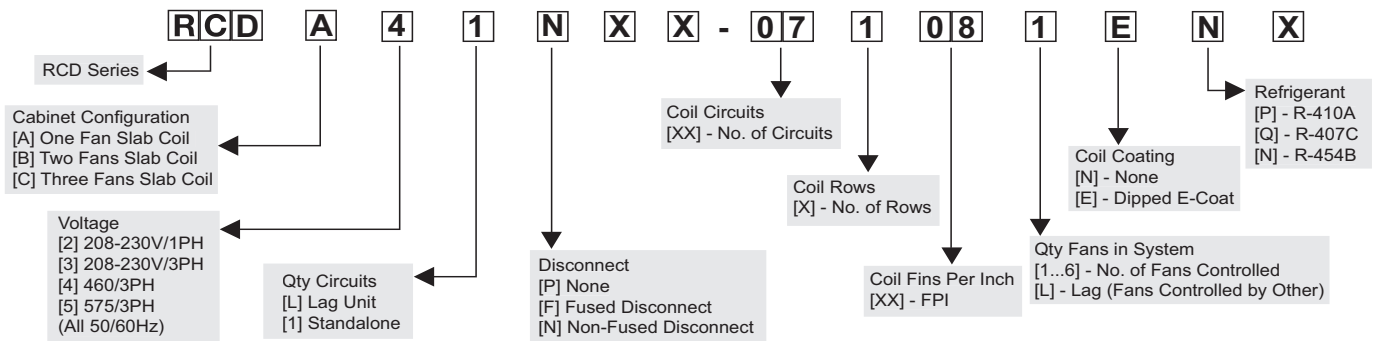 RCD A 4 1 N X X - 07 1 08 1 E N X
RCD Series
Cabinet Configuration
[A] One Fan Slab Coil
[B] Two Fans Slab Coil
[C] Three Fans Slab Coil
Voltage
[2] 208-230V/1PH
[3] 208-230V/3PH
[4] 460/3PH
[5] 575/3PH
(All 50/60Hz)
Qty Circuits
[L] Lag Unit
[1] Standalone
Disconnect
[P] None
[F] Fused Disconnect
[N] Non-Fused Disconnect
Coil Circuits
[XX] - No. of Circuits
Coil Rows
[X] - No. of Rows
Coil Fins Per Inch
[XX] - FPI
Qty Fans in System
[1...6] - No. of Fans Controlled
[L] - Lag (Fans Controlled by Other)
Coil Coating
[N] - None
[E] - Dipped E-Coat
Refrigerant
[P] - R-410A
[Q] - R-407C
[N] - R-454B